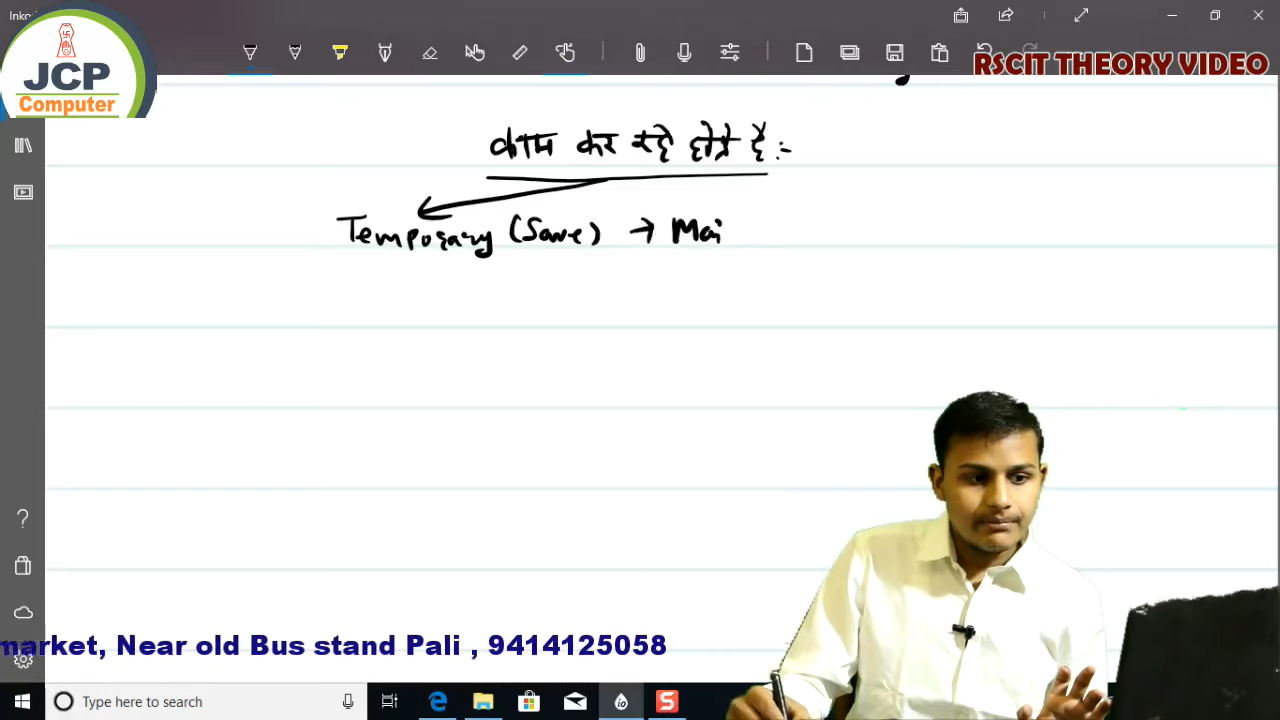 Inko
JCP
Computer
RSCIT THEORY VIDEO
काम कर रहे होते है :-
Temporary (Save) → Mai
market, Near old Bus stand Pali , 9414125058
Type here to search